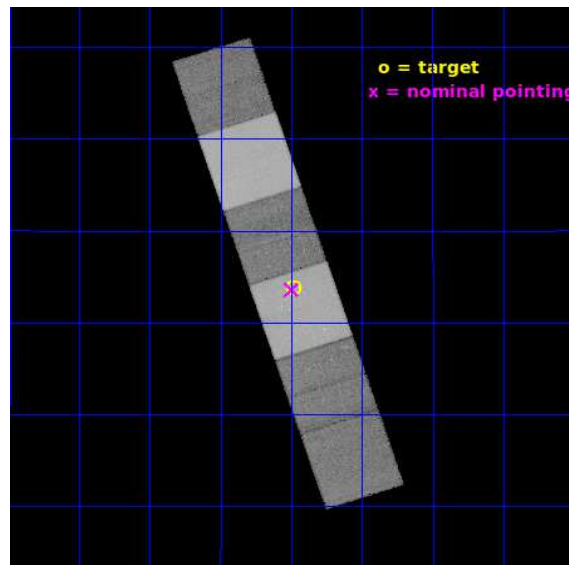 o = target
x = nominal pointing